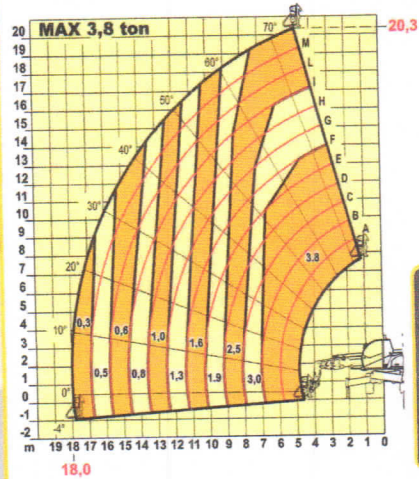 MAX 3,8 ton
20,3
20
19
18
17
16
15
14
13
12
11
10
9
8
7
6
5
4
3
2
1
0
-1
-2
70°
60°
50°
40°
30°
20°
10°
0°
-4°
M
L
I
H
G
F
E
D
C
B
A
3.8
0,3 0,6 1,0 1,6 2,5
0,5 0,8 1,3 1,9 3,0
m 19 18 17 16 15 14 13 12 11 10 9 8 7 6 5 4 3 2 1 0
18,0